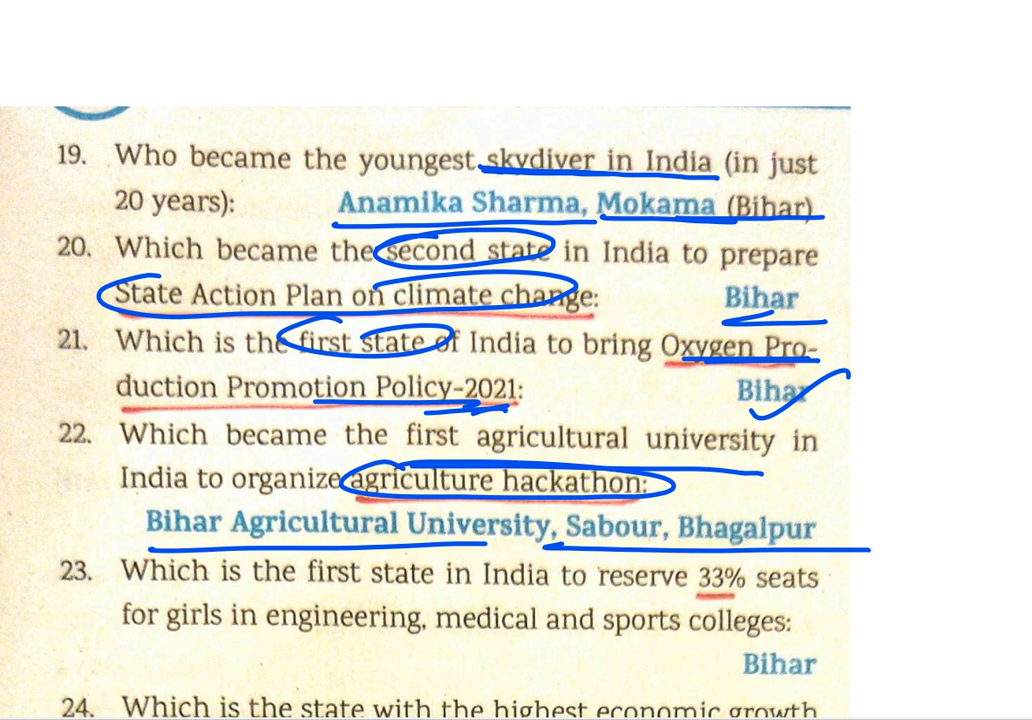 19. Who became the youngest skydiver in India (in just
20 years): Anamika Sharma, Mokama (Bihar)
20. Which became the second state in India to prepare
State Action Plan on climate change: Bihar
21. Which is the first state of India to bring Oxygen Pro-
duction Promotion Policy-2021: Bihar
22. Which became the first agricultural university in
India to organize agriculture hackathon:
Bihar Agricultural University, Sabour, Bhagalpur
23. Which is the first state in India to reserve 33% seats
for girls in engineering, medical and sports colleges:
Bihar
24. Which is the state with the highest economic growth